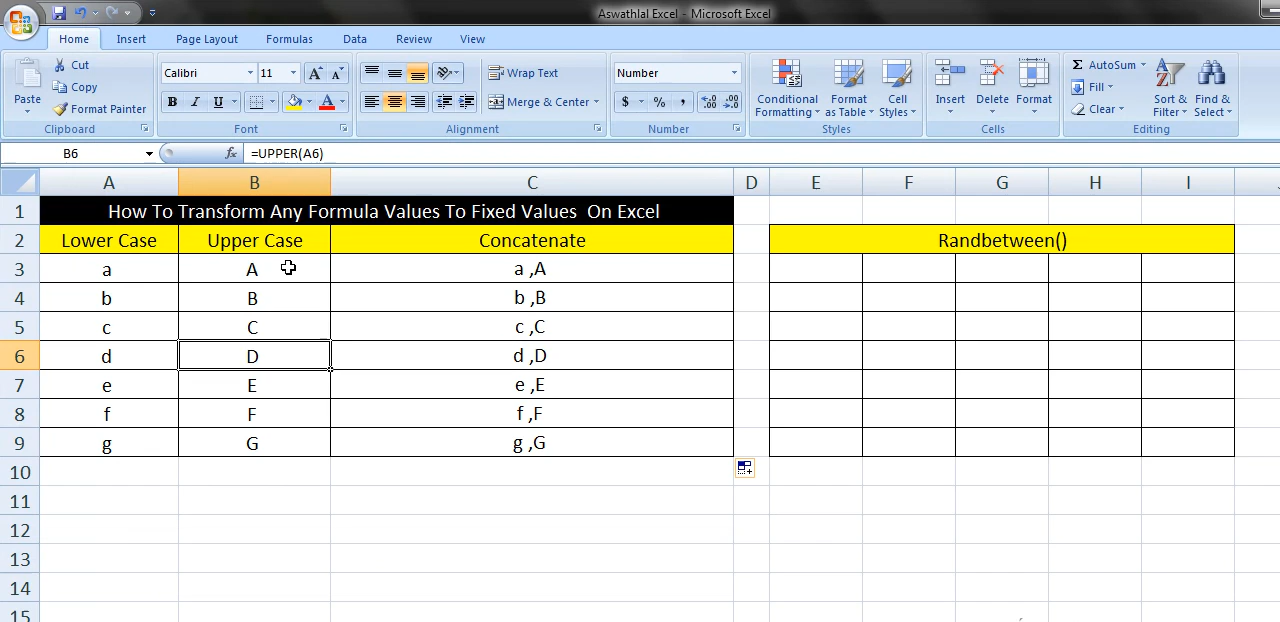 Aswathlal Excel - Microsoft Excel
Home Insert Page Layout Formulas Data Review View
Paste Cut Copy Format Painter Clipboard
Calibri 11 A A B I U A Font
Wrap Text Merge & Center Alignment
Number $ % , .0 .00 .00 .0 Number
Conditional Formatting Format as Table Cell Styles Styles
Insert Delete Format Cells
Σ AutoSum Fill Clear Sort & Filter Find & Select Editing
B6 fx =UPPER(A6)
A B C D E F G H I
1 How To Transform Any Formula Values To Fixed Values On Excel
2 Lower Case Upper Case Concatenate Randbetween()
3 a A a ,A
4 b B b ,B
5 c C c ,C
6 d D d ,D
7 e E e ,E
8 f F f ,F
9 g G g ,G
10
11
12
13
14
15